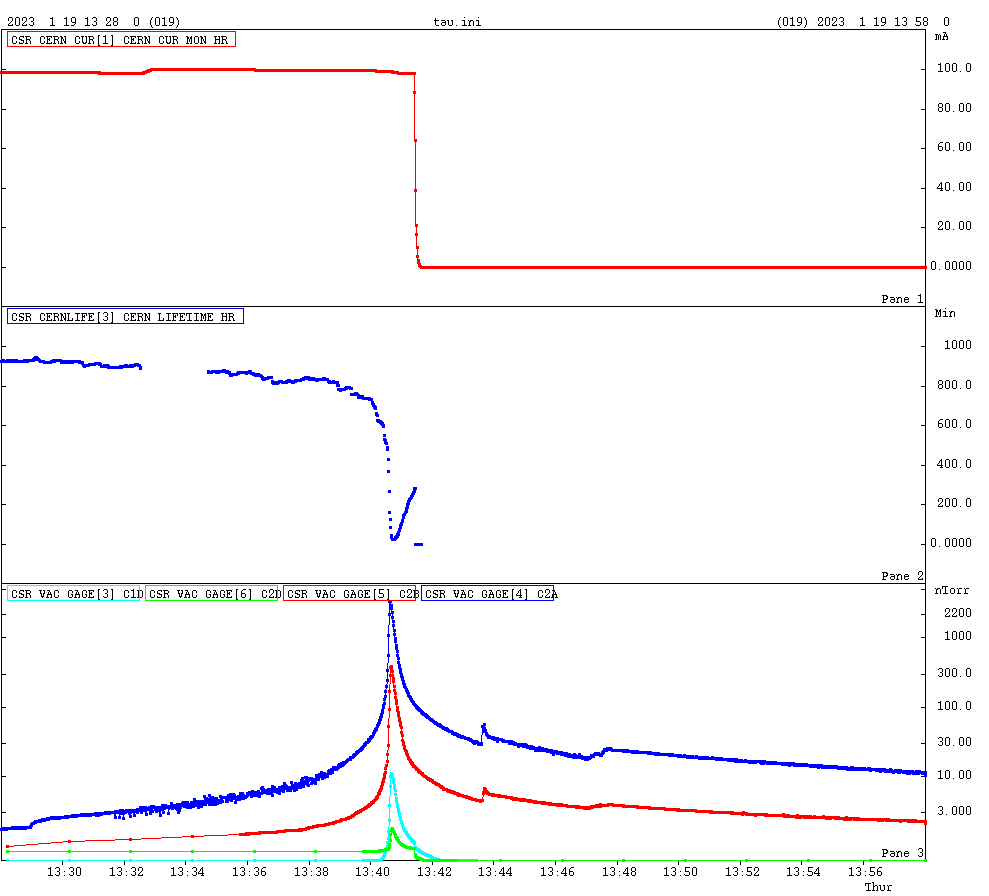 2023 1 19 13 28 0 (019) tav.ini (019) 2023 1 19 13 58 0
CSR CERN CUR[1] CERN CUR MON HR
mA
100.0
80.00
60.00
40.00
20.00
0.0000
Pane 1
CSR CERNLIFE[3] CERN LIFETIME HR
Min
1000
800.0
600.0
400.0
200.0
0.0000
Pane 2
CSR VAC GAGE[3] C1D CSR VAC GAGE[6] C2D CSR VAC GAGE[5] C2B CSR VAC GAGE[4] C2A
nTorr
2200
1000
300.0
100.0
30.00
10.00
3.000
Pane 3
13:30 13:32 13:34 13:36 13:38 13:40 13:42 13:44 13:46 13:48 13:50 13:52 13:54 13:56
Thur